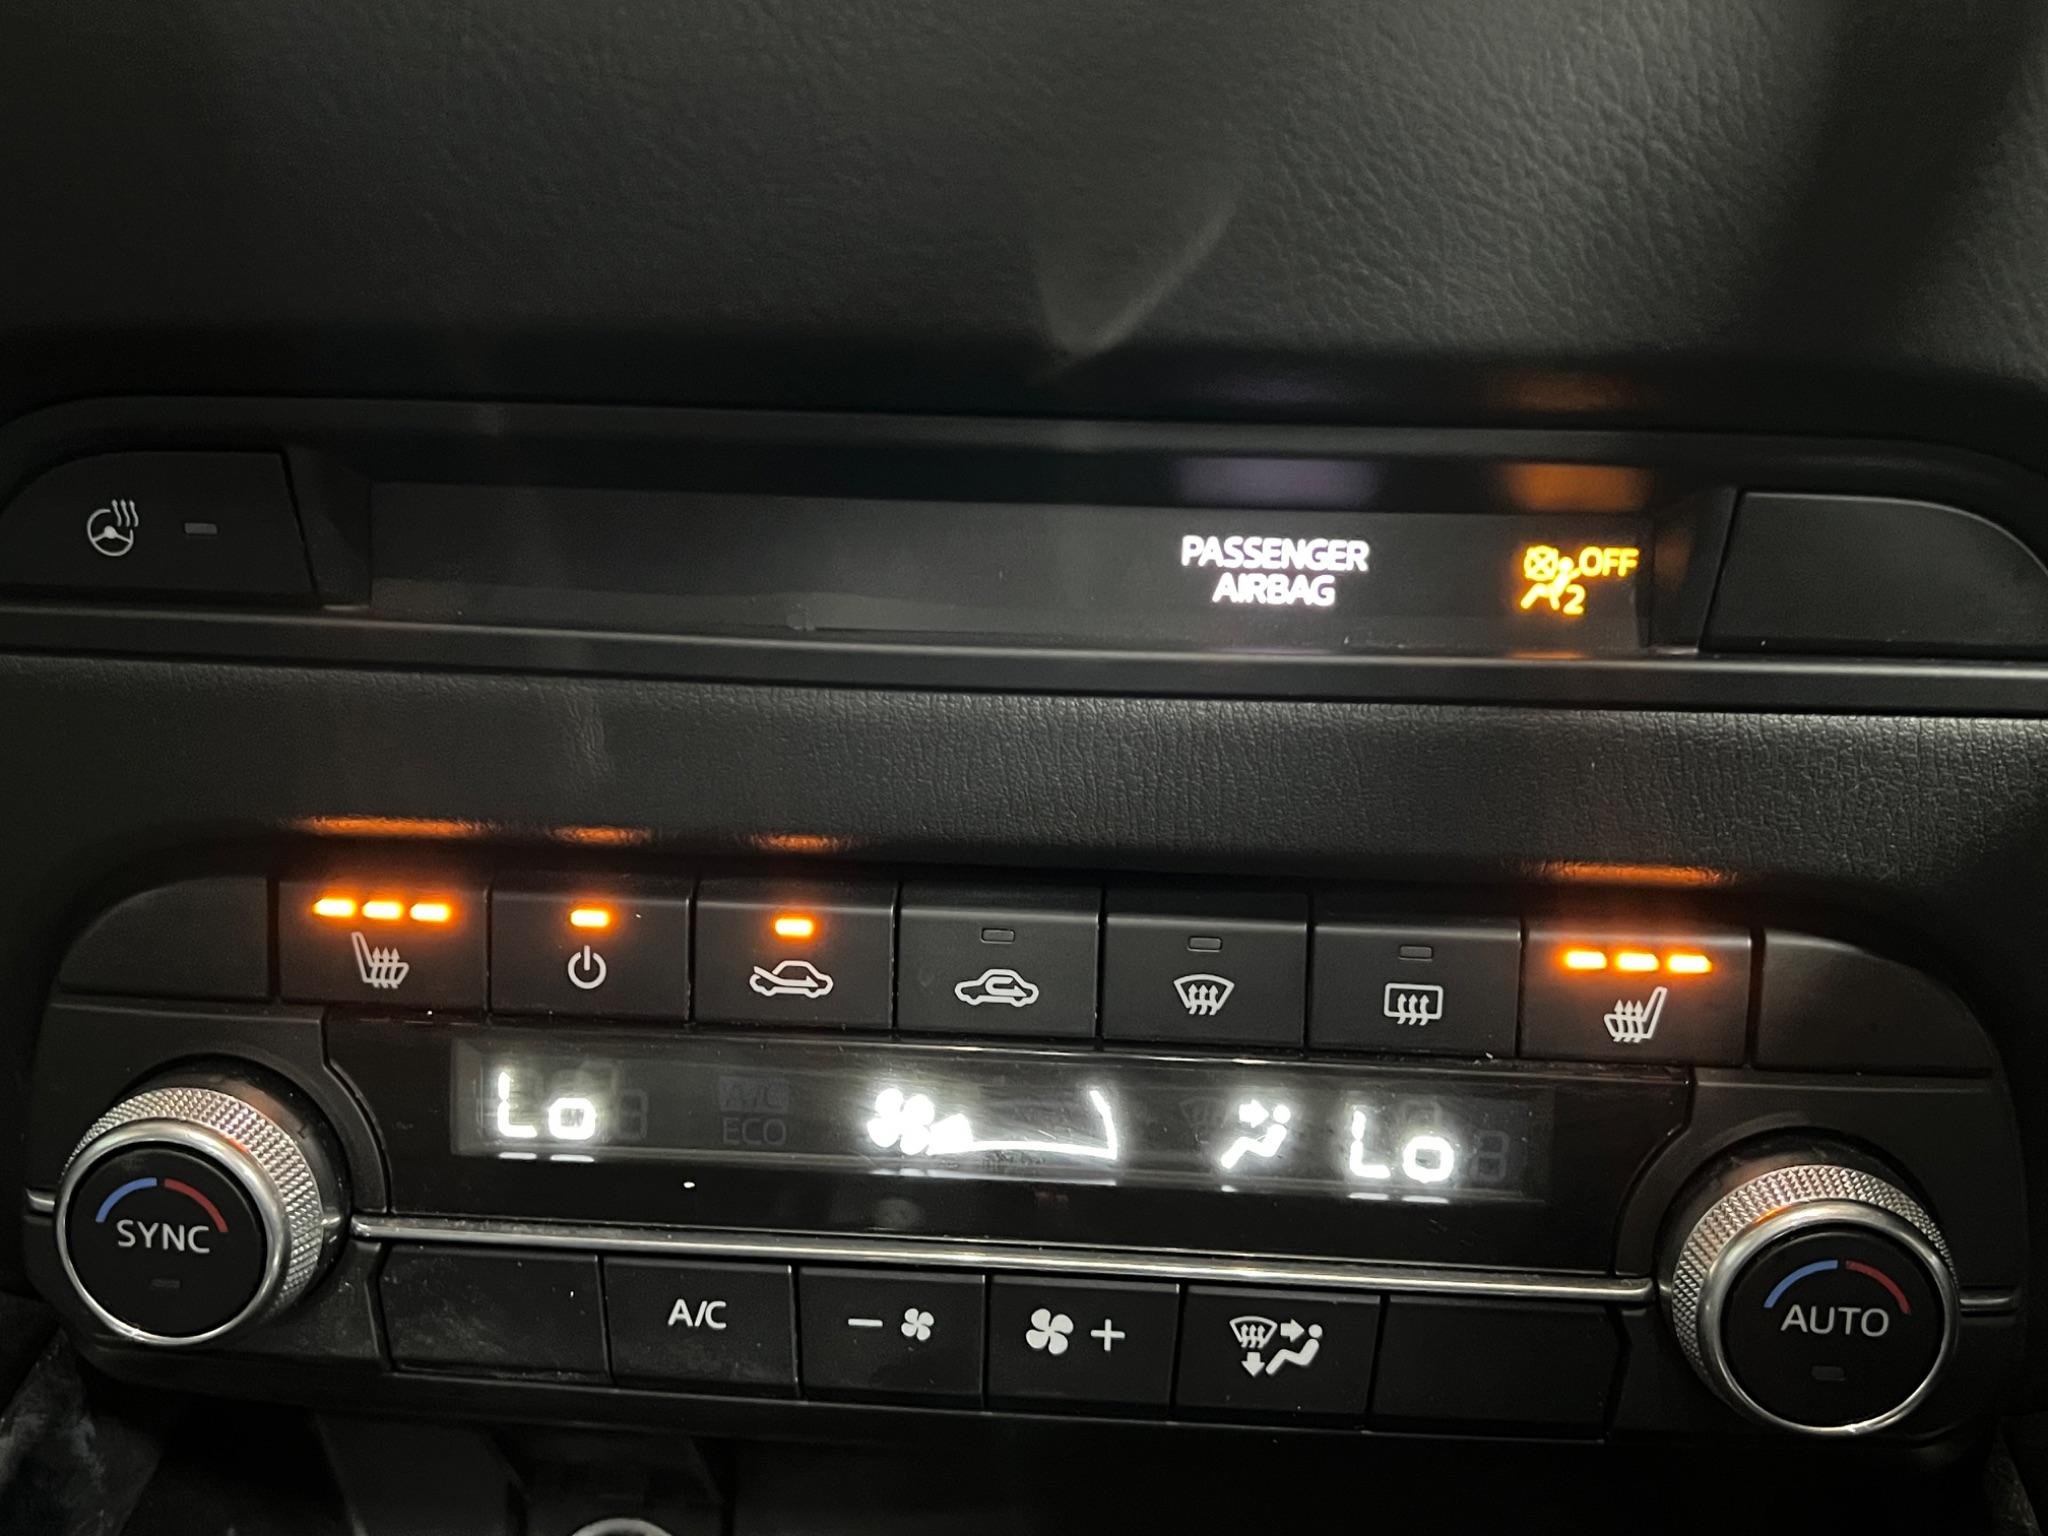 PASSENGER
AIRBAG
OFF
2
Lo
A/C
ECO
Lo
SYNC
A/C
AUTO